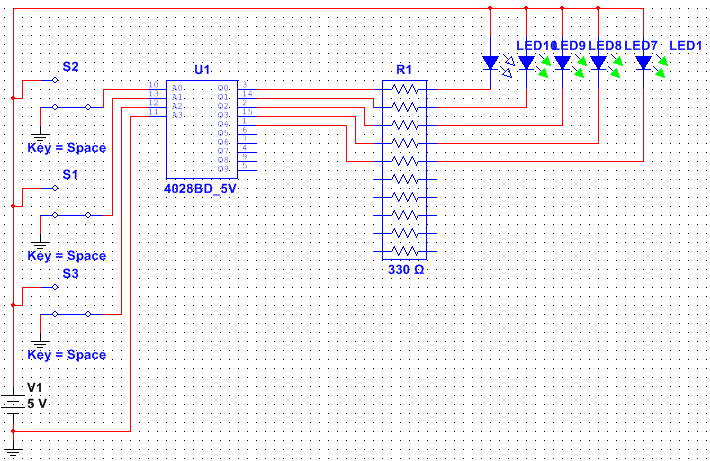 LED10 LED9 LED8 LED7 LED1
S2
U1
R1
10 A0 Q0 3
13 A1 Q1 14
12 A2 Q2 2
11 A3 Q3 15
Q4 1
Q5 6
Q6 7
Q7 4
Q8 9
Q9 5
Key = Space
4028BD_5V
S1
Key = Space
330 Ω
S3
Key = Space
V1
5 V